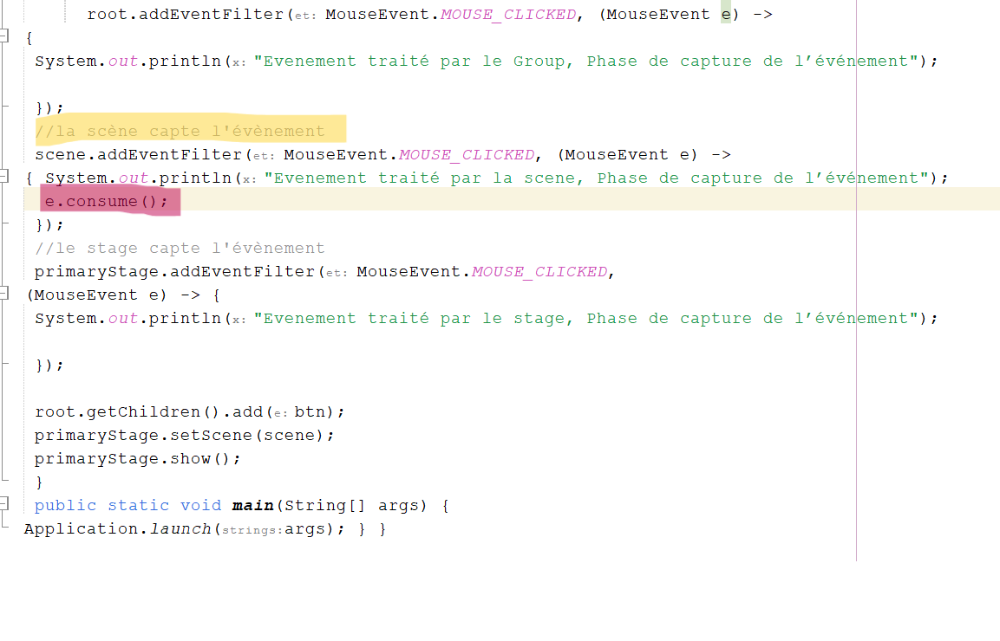 root.addEventFilter(et: MouseEvent.MOUSE_CLICKED, (MouseEvent e) ->
{
System.out.println(x: "Evenement traité par le Group, Phase de capture de l’événement");
});
//la scène capte l'évènement
scene.addEventFilter(et: MouseEvent.MOUSE_CLICKED, (MouseEvent e) ->
{ System.out.println(x: "Evenement traité par la scene, Phase de capture de l’événement");
e.consume();
});
//le stage capte l'évènement
primaryStage.addEventFilter(et: MouseEvent.MOUSE_CLICKED,
(MouseEvent e) -> {
System.out.println(x: "Evenement traité par le stage, Phase de capture de l’événement");
});
root.getChildren().add(e: btn);
primaryStage.setScene(scene);
primaryStage.show();
}
public static void main(String[] args) {
Application.launch(strings:args); } }